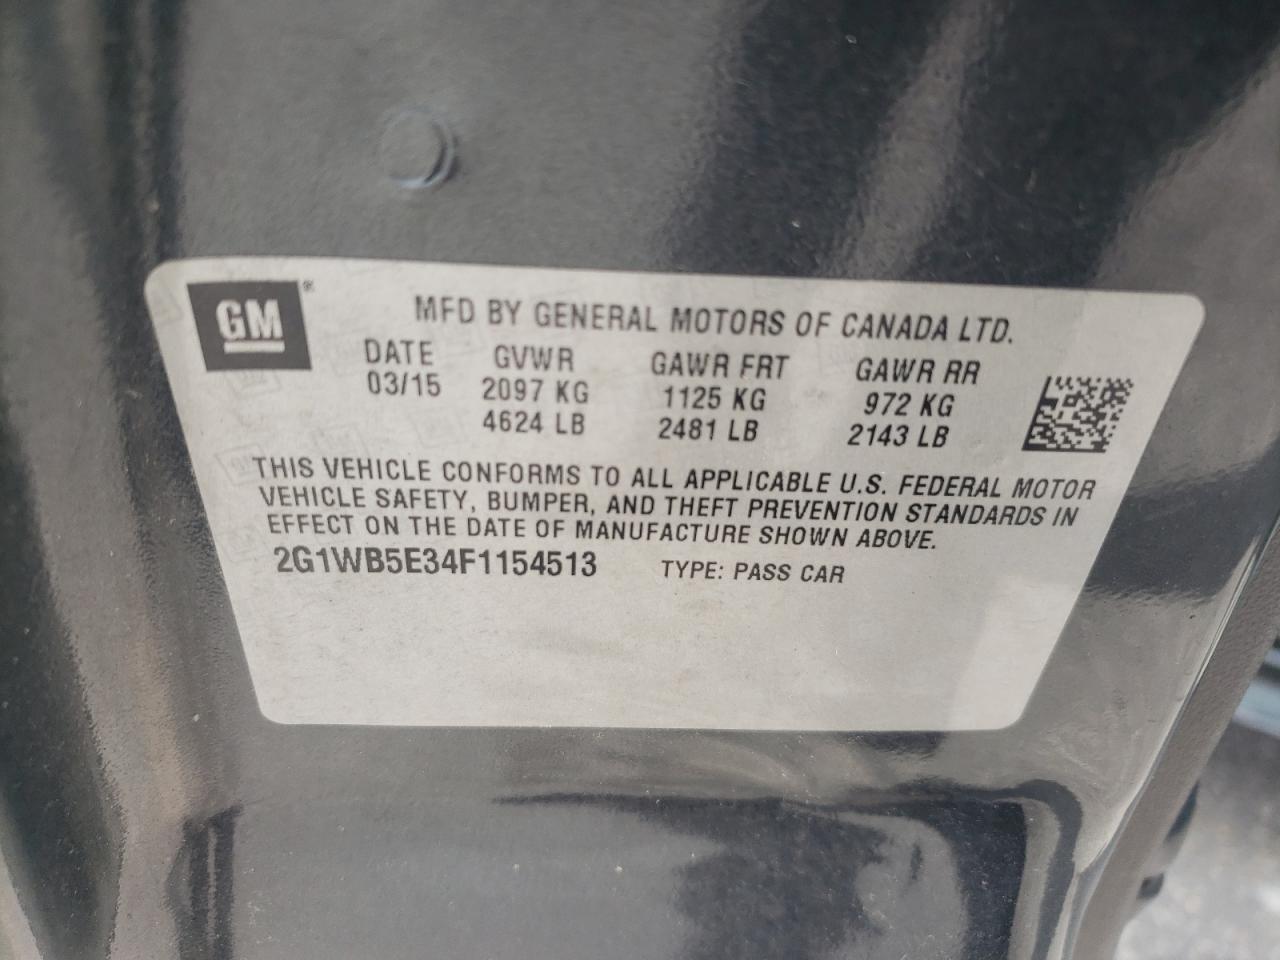 GM®
MFD BY GENERAL MOTORS OF CANADA LTD.
DATE GVWR GAWR FRT GAWR RR
03/15 2097 KG 1125 KG 972 KG
4624 LB 2481 LB 2143 LB
THIS VEHICLE CONFORMS TO ALL APPLICABLE U.S. FEDERAL MOTOR
VEHICLE SAFETY, BUMPER, AND THEFT PREVENTION STANDARDS IN
EFFECT ON THE DATE OF MANUFACTURE SHOWN ABOVE.
2G1WB5E34F1154513 TYPE: PASS CAR